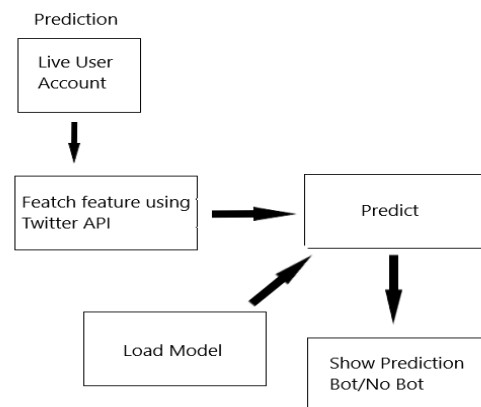 Prediction
Live User
Account
Featch feature using
Twitter API
Predict
Load Model
Show Prediction
Bot/No Bot